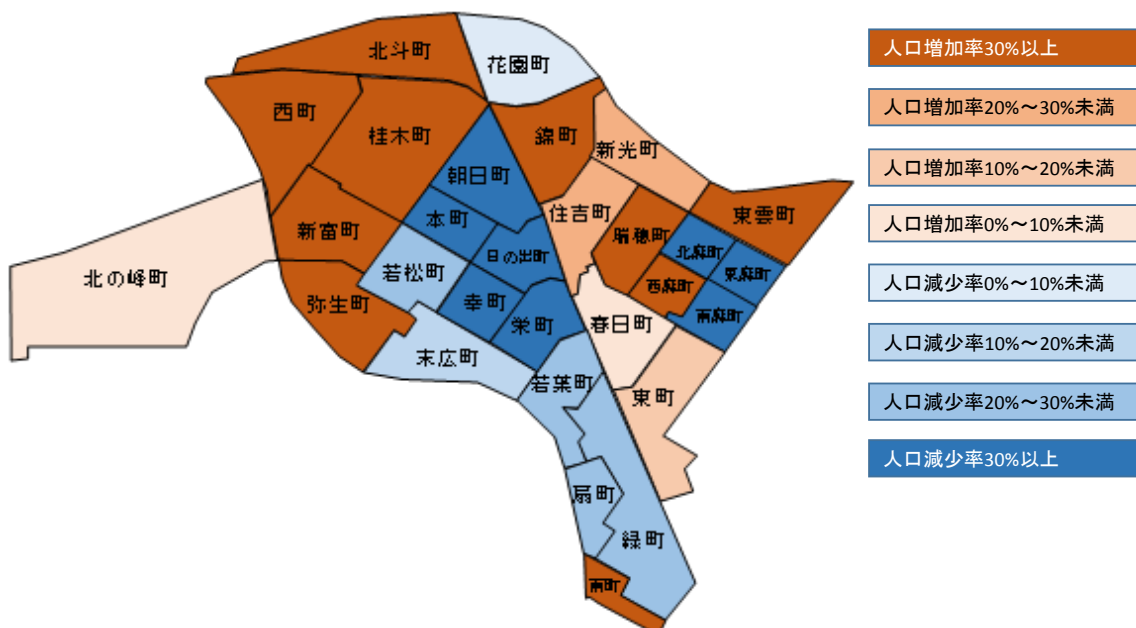 北斗町
花園町
人口増加率30%以上
西町
桂木町
錦町
新光町
人口増加率20%～30%未満
朝日町
人口増加率10%～20%未満
新富町
本町
住吉町
瑞穂町
東雲町
人口増加率0%～10%未満
北の峰町
若松町
日の出町
北麻町
東麻町
人口減少率0%～10%未満
弥生町
幸町
栄町
西麻町
春日町
南麻町
人口減少率10%～20%未満
末広町
若葉町
東町
人口減少率20%～30%未満
人口減少率30%以上
扇町
緑町
南町